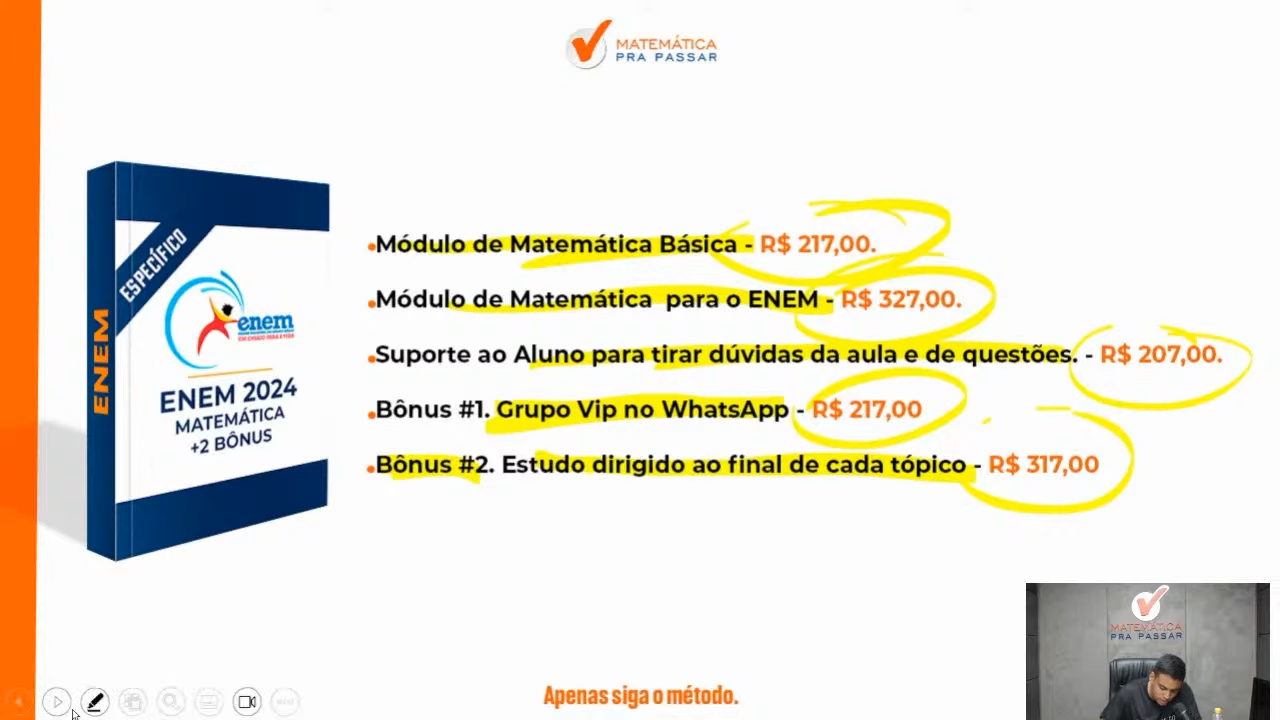 MATEMÁTICA
PRA PASSAR
ESPECÍFICO
ENEM
enem
ENEM 2024
MATEMÁTICA
+2 BÔNUS
•Módulo de Matemática Básica - R$ 217,00.
•Módulo de Matemática para o ENEM - R$ 327,00.
•Suporte ao Aluno para tirar dúvidas da aula e de questões. - R$ 207,00.
•Bônus #1. Grupo Vip no WhatsApp - R$ 217,00
•Bônus #2. Estudo dirigido ao final de cada tópico - R$ 317,00
MATEMÁTICA
PRA PASSAR
Apenas siga o método.